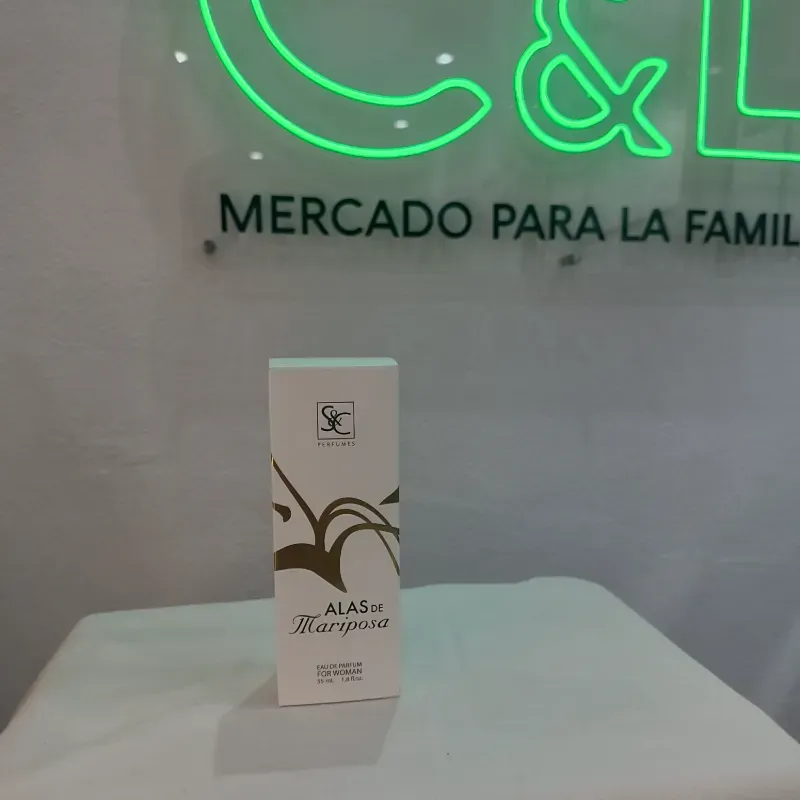 C&L
MERCADO PARA LA FAMIL
S&C
PERFUMES
ALAS DE
Mariposa
EAU DE PARFUM
FOR WOMAN